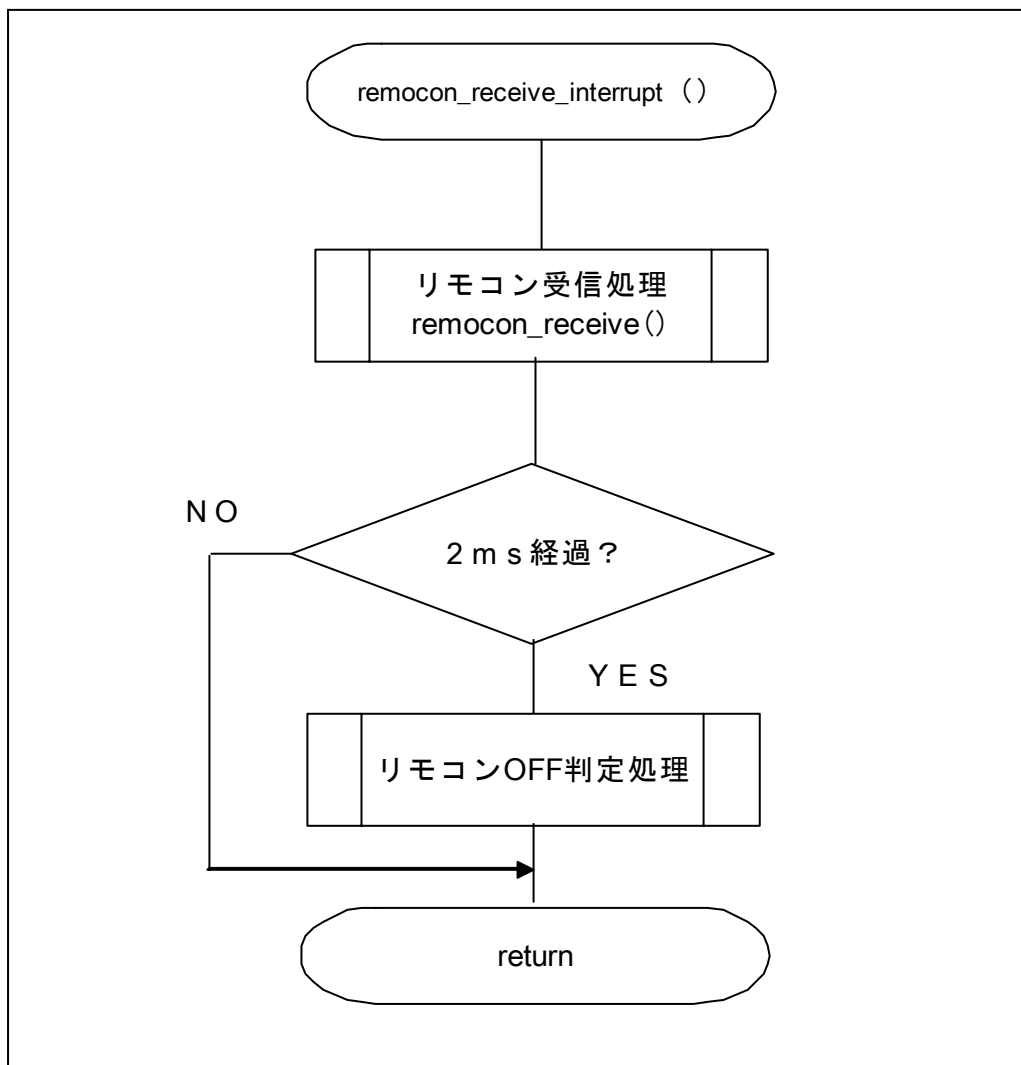 remocon_receive_interrupt （）
リモコン受信処理
remocon_receive（）
ＮＯ
２ｍｓ経過？
ＹＥＳ
リモコンOFF判定処理
return